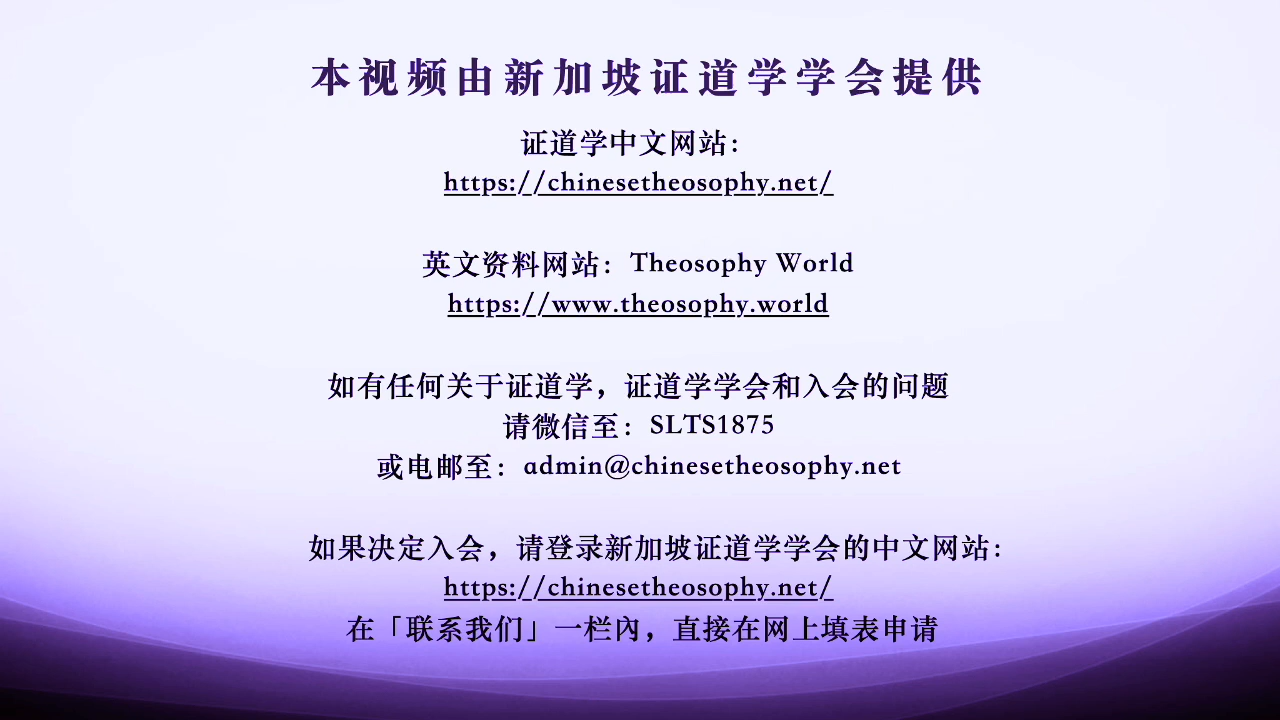 本视频由新加坡证道学学会提供
证道学中文网站：
https://chinesetheosophy.net/
英文资料网站：Theosophy World
https://www.theosophy.world
如有任何关于证道学，证道学学会和入会的问题
请微信至：SLTS1875
或电邮至：admin@chinesetheosophy.net
如果决定入会，请登录新加坡证道学学会的中文网站：
https://chinesetheosophy.net/
在「联系我们」一栏內，直接在网上填表申请